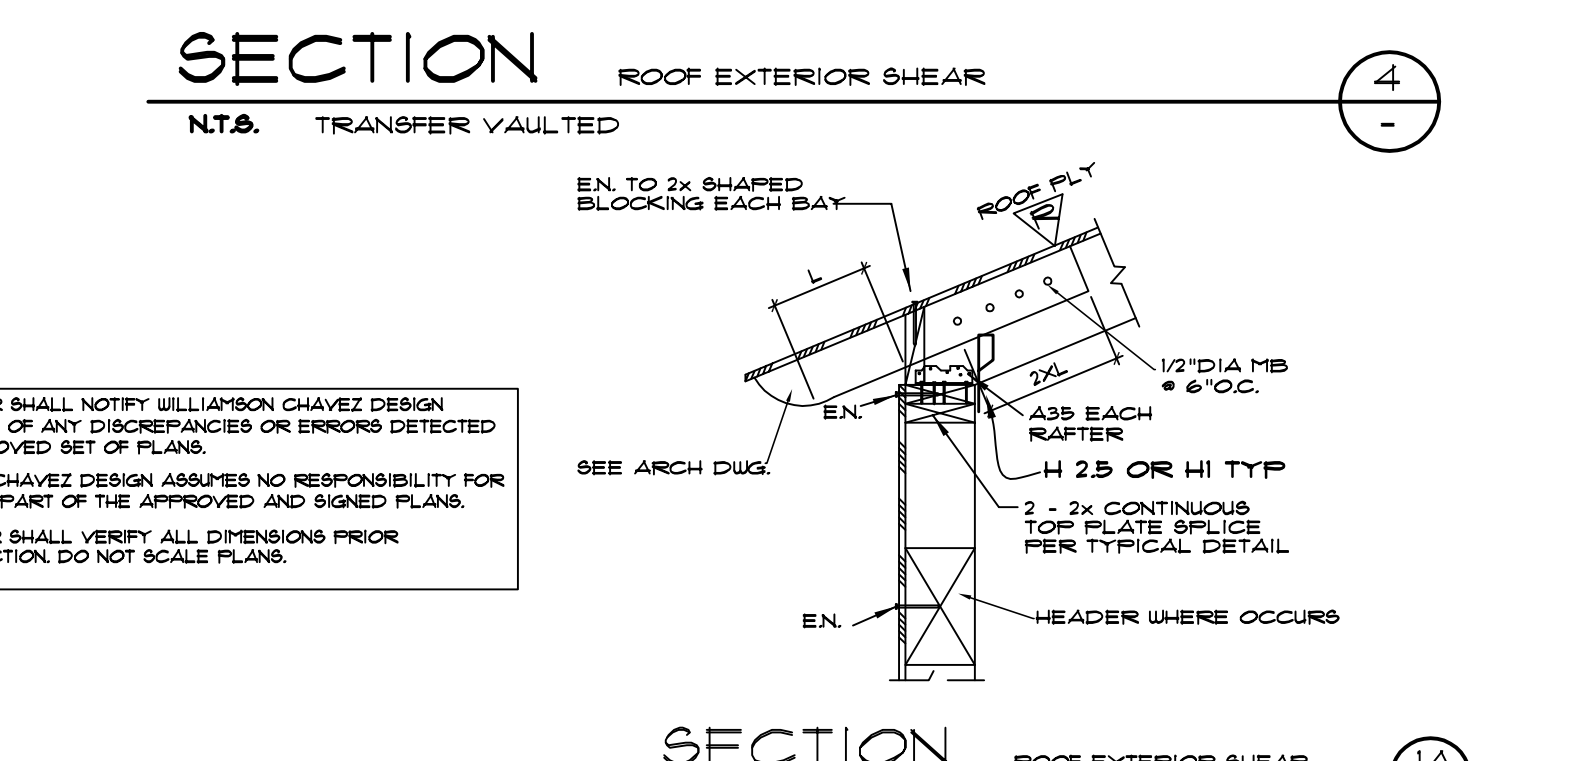 SECTION
ROOF EXTERIOR SHEAR
4
N.T.S.
TRANSFER VAULTED
-
E.N. TO 2x SHAPED
BLOCKING EACH BAY
ROOF PLY
R
L
1/2"DIA MB
@ 6"O.C.
2XL
E.N.
A35 EACH
RAFTER
SEE ARCH DWG.
H 2.5 OR H1 TYP
2 - 2x CONTINUOUS
TOP PLATE SPLICE
PER TYPICAL DETAIL
E.N.
HEADER WHERE OCCURS
SHALL NOTIFY WILLIAMSON CHAVEZ DESIGN
OF ANY DISCREPANCIES OR ERRORS DETECTED
OVED SET OF PLANS.
CHAVEZ DESIGN ASSUMES NO RESPONSIBILITY FOR
PART OF THE APPROVED AND SIGNED PLANS.
R SHALL VERIFY ALL DIMENSIONS PRIOR
CTION. DO NOT SCALE PLANS.
SECTION
ROOF EXTERIOR SHEAR